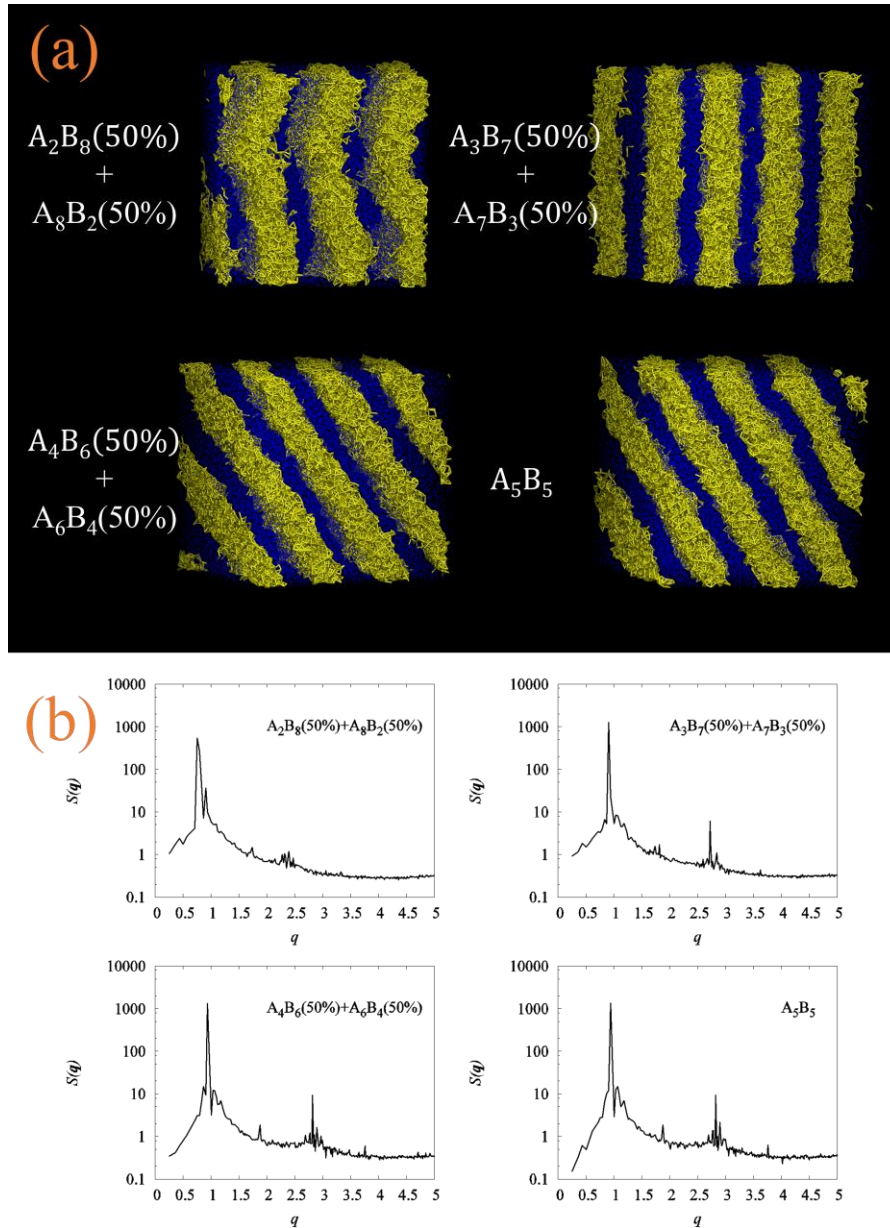 (a)
A₂B₈(50%)
+
A₈B₂(50%)
A₃B₇(50%)
+
A₇B₃(50%)
A₄B₆(50%)
+
A₆B₄(50%)
A₅B₅
(b)
10000
1000
100
10
1
0.1
S(q)
A₂B₈(50%)+A₈B₂(50%)
0 0.5 1 1.5 2 2.5 3 3.5 4 4.5 5
q
10000
1000
100
10
1
0.1
S(q)
A₃B₇(50%)+A₇B₃(50%)
0 0.5 1 1.5 2 2.5 3 3.5 4 4.5 5
q
10000
1000
100
10
1
0.1
S(q)
A₄B₆(50%)+A₆B₄(50%)
0 0.5 1 1.5 2 2.5 3 3.5 4 4.5 5
q
10000
1000
100
10
1
0.1
S(q)
A₅B₅
0 0.5 1 1.5 2 2.5 3 3.5 4 4.5 5
q